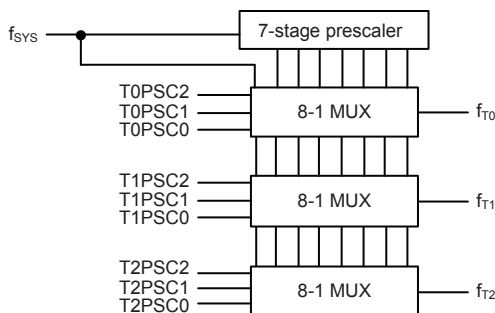 7-stage prescaler
fSYS
T0PSC2
T0PSC1
T0PSC0
8-1 MUX
fT0
T1PSC2
T1PSC1
T1PSC0
8-1 MUX
fT1
T2PSC2
T2PSC1
T2PSC0
8-1 MUX
fT2